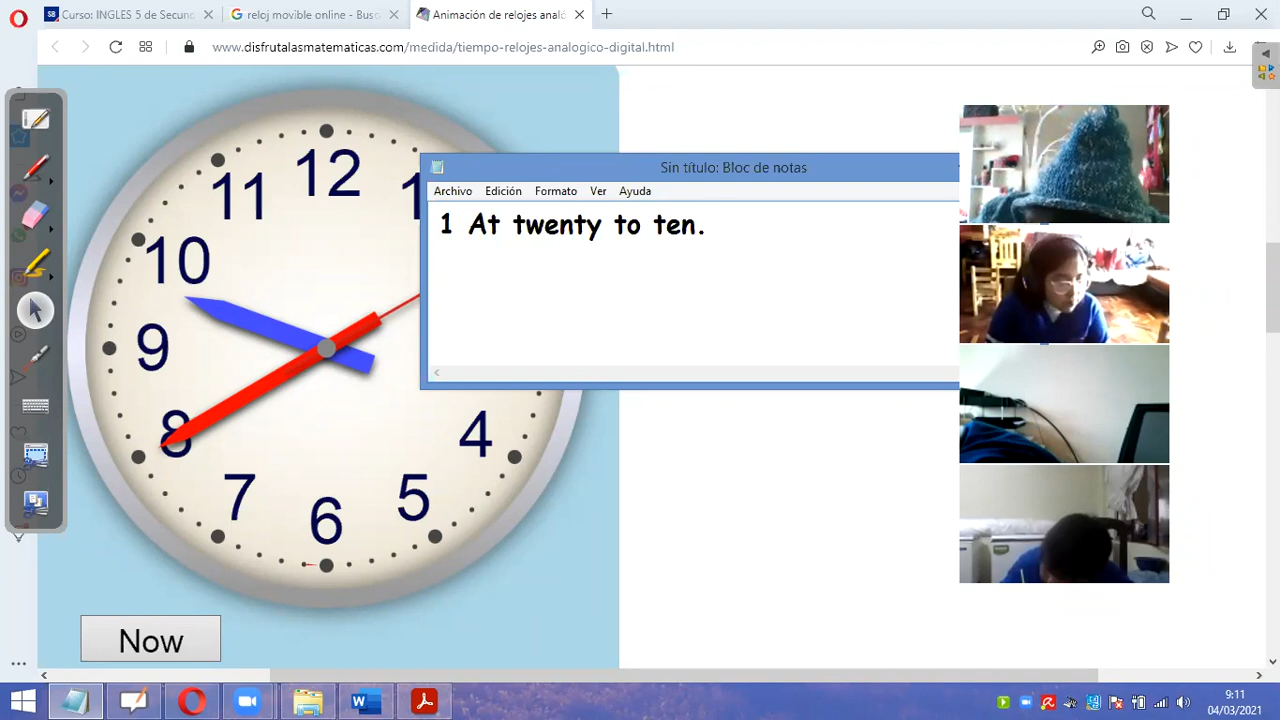 Curso: INGLES 5 de Secun
reloj movible online - Busc
Animación de relojes analó
www.disfrutalasmatematicas.com/medida/tiempo-relojes-analogico-digital.html
Sin título: Bloc de notas
Archivo Edición Formato Ver Ayuda
1 At twenty to ten.
12
11
1
10
9
8
7
6
5
4
Now
9:11
04/03/2021